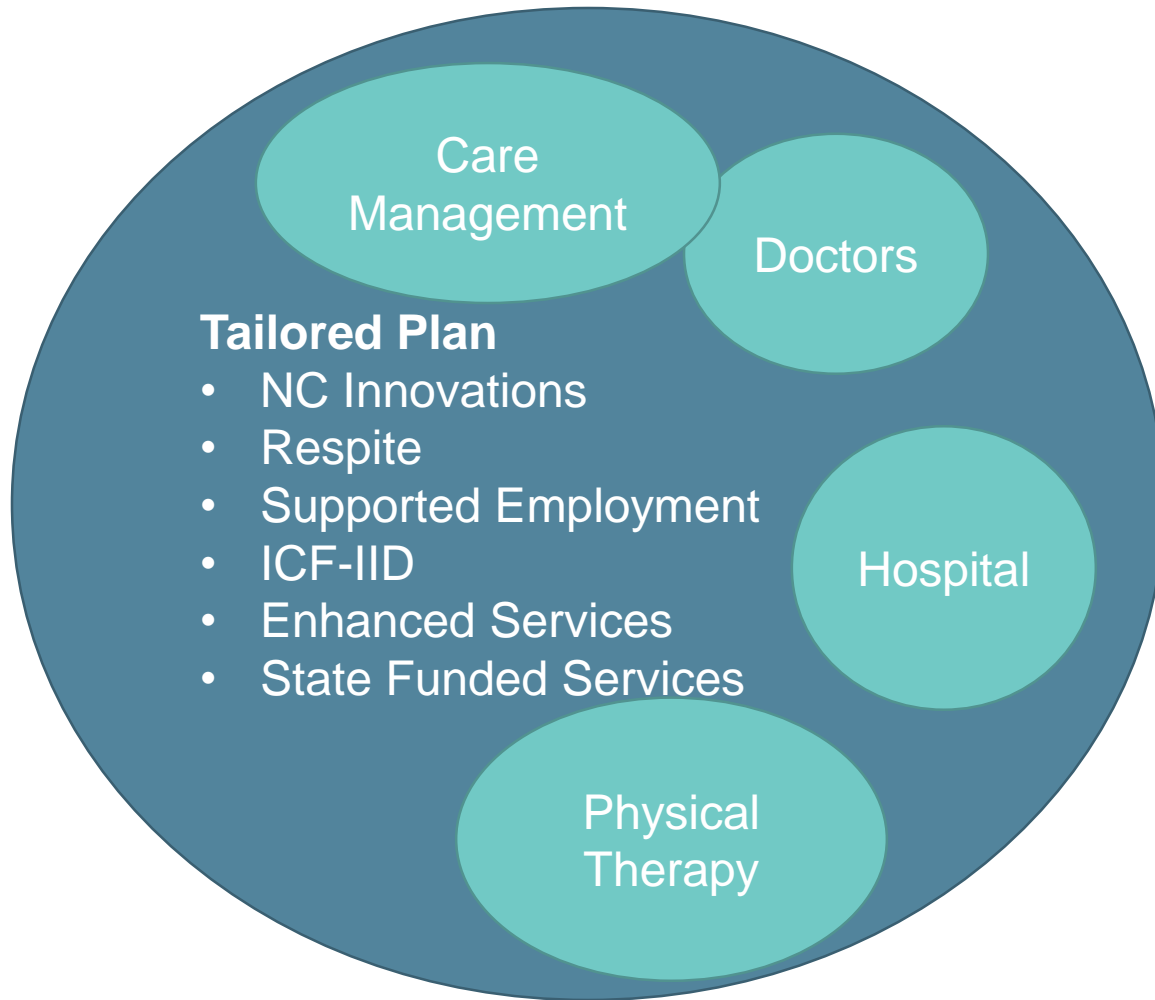 Care
Management
Doctors
Tailored Plan
• NC Innovations
• Respite
• Supported Employment
• ICF-IID
• Enhanced Services
• State Funded Services
Hospital
Physical
Therapy